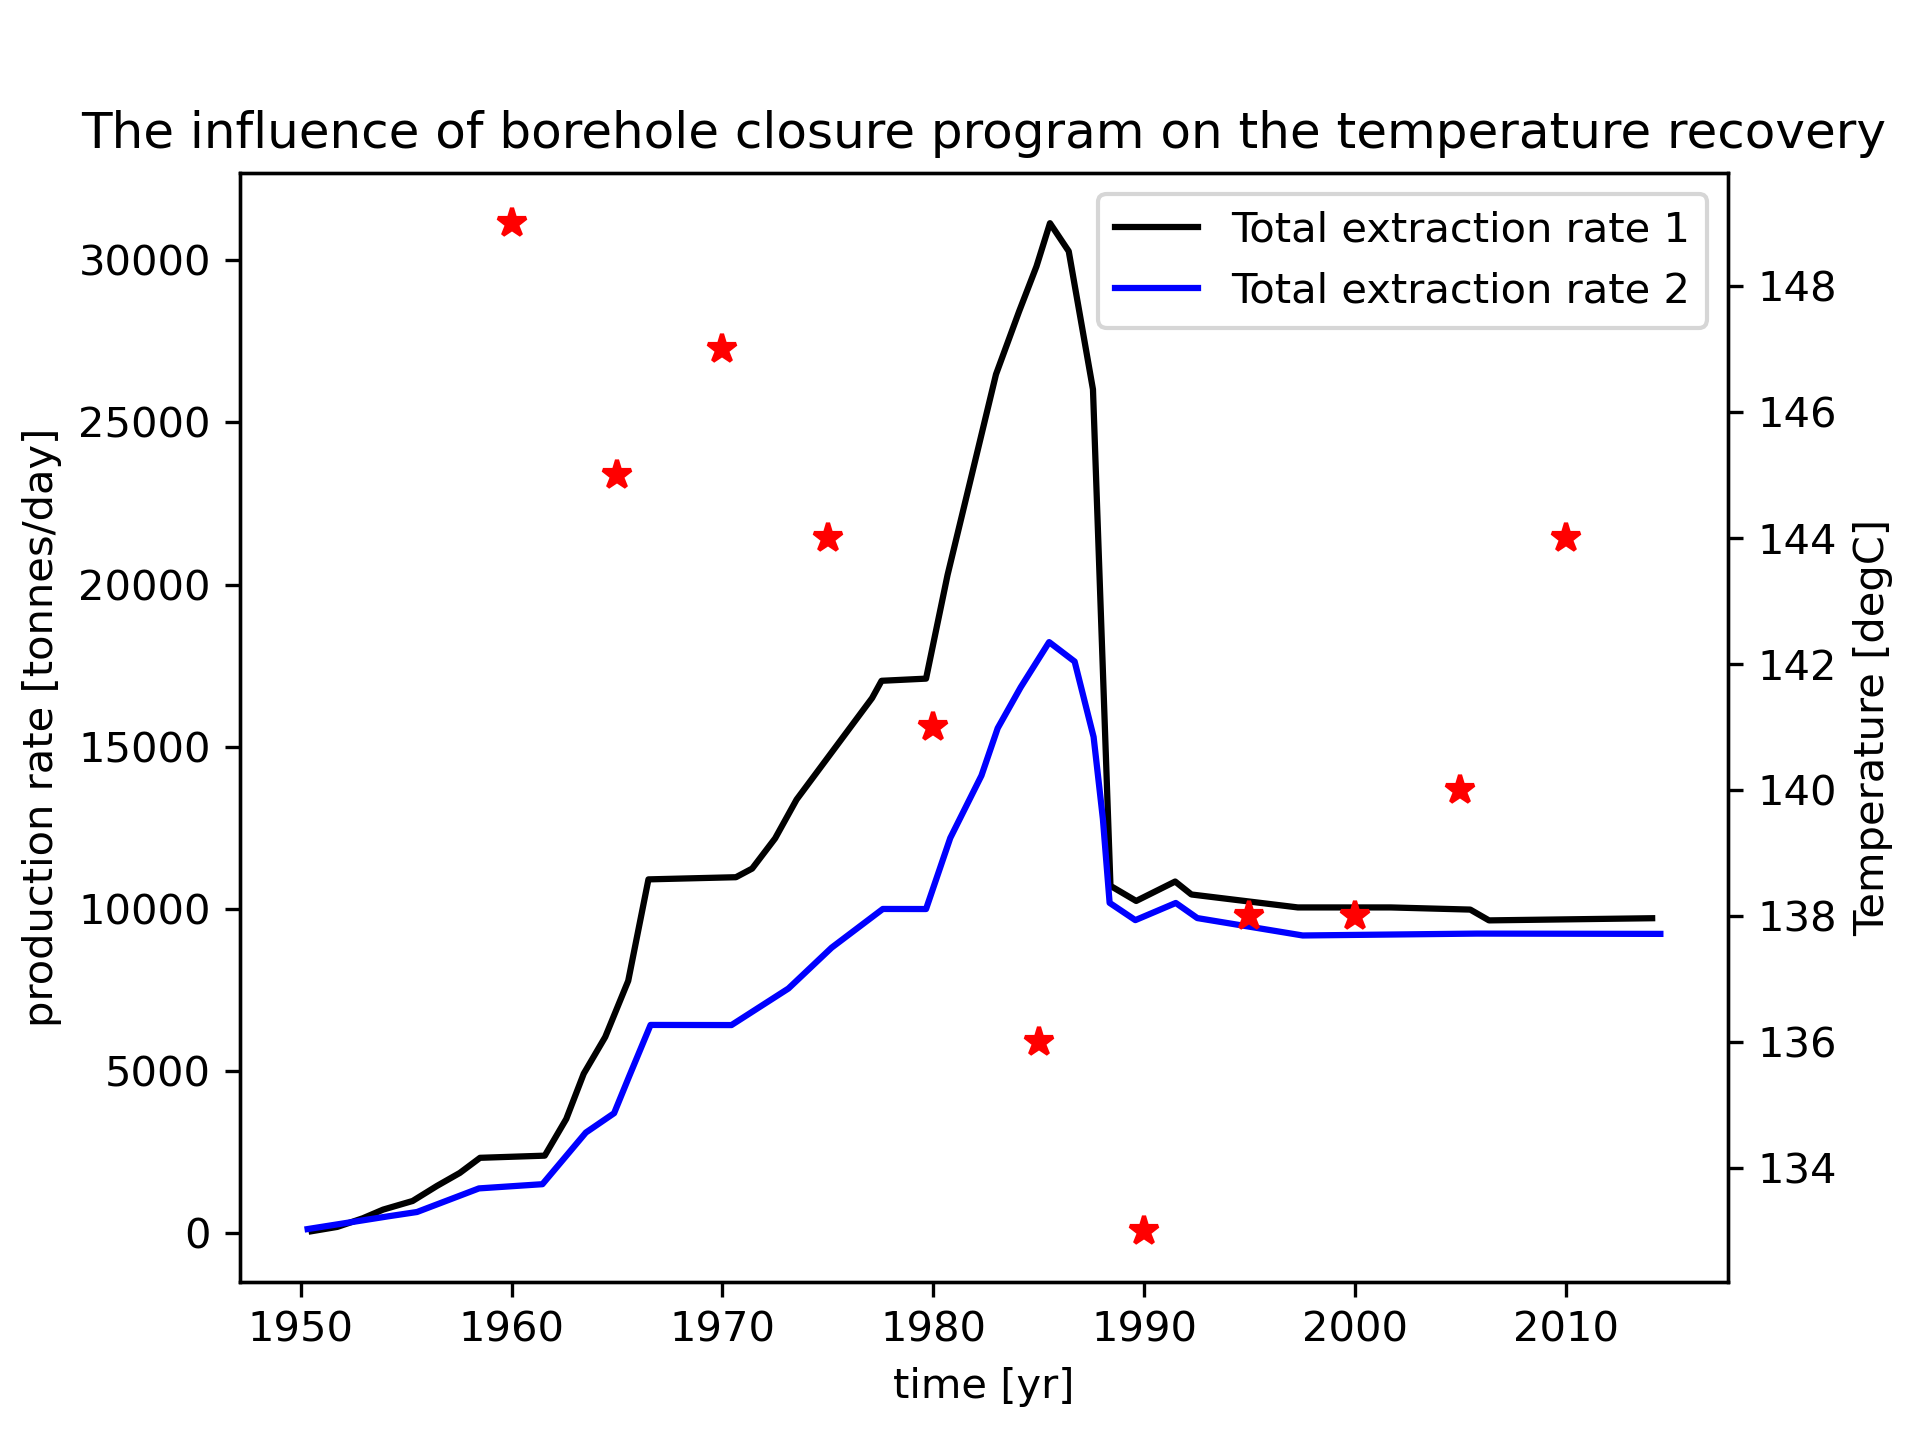 The influence of borehole closure program on the temperature recovery
Total extraction rate 1
Total extraction rate 2
production rate [tonnes/day]
30000
25000
20000
15000
10000
5000
0
148
146
144
142
140
138
136
134
Temperature [degC]
1950 1960 1970 1980 1990 2000 2010
time [yr]